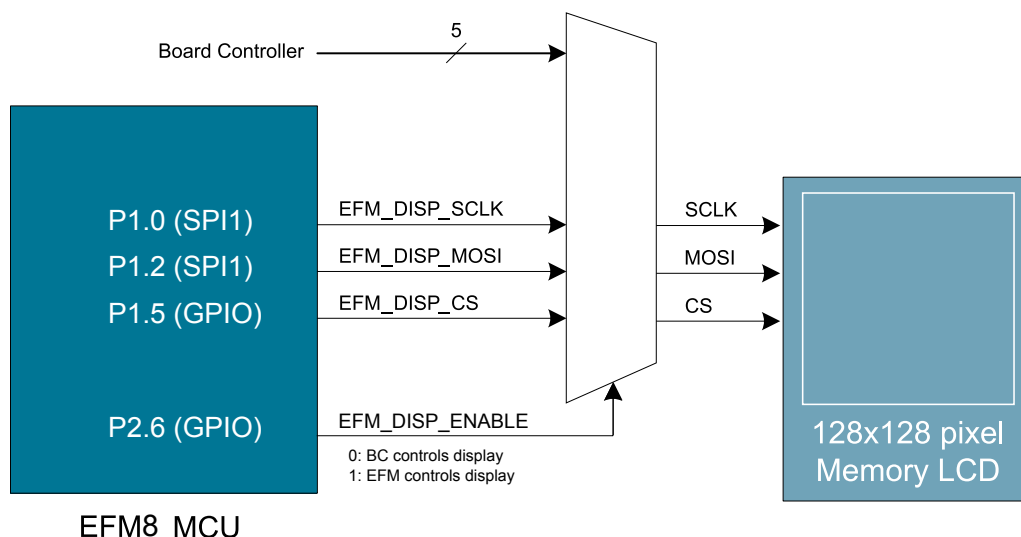 5
Board Controller
P1.0 (SPI1)
EFM_DISP_SCLK
SCLK
P1.2 (SPI1)
EFM_DISP_MOSI
MOSI
P1.5 (GPIO)
EFM_DISP_CS
CS
P2.6 (GPIO)
EFM_DISP_ENABLE
0: BC controls display
1: EFM controls display
128x128 pixel
Memory LCD
EFM8 MCU